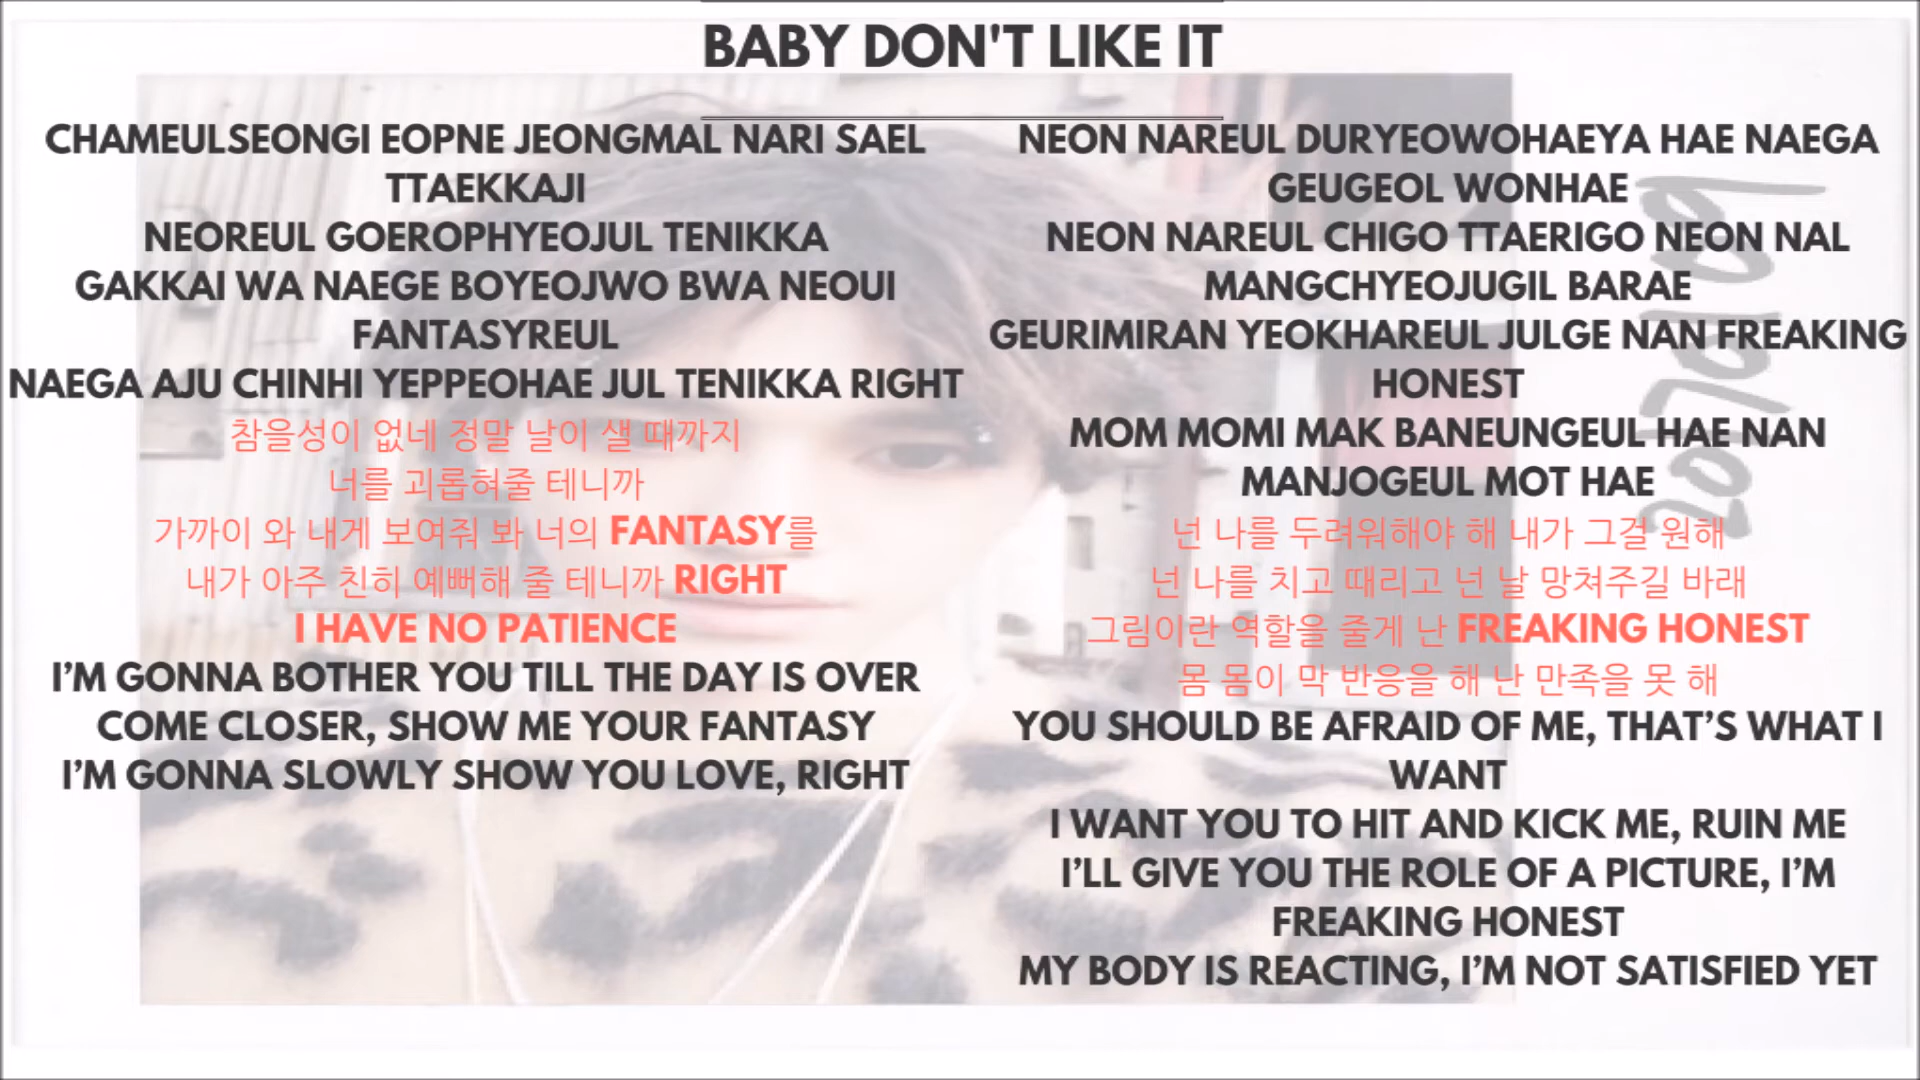 BABY DON'T LIKE IT
CHAMEULSEONGI EOPNE JEONGMAL NARI SAEL
TTAEKKAJI
NEOREUL GOEROPHYEOJUL TENIKKA
GAKKAI WA NAEGE BOYEOJWO BWA NEOUI
FANTASYREUL
NAEGA AJU CHINHI YEPPEOHAE JUL TENIKKA RIGHT
참을성이 없네 정말 날이 샐 때까지
너를 괴롭혀줄 테니까
가까이 와 내게 보여줘 봐 너의 FANTASY를
내가 아주 친히 예뻐해 줄 테니까 RIGHT
I HAVE NO PATIENCE
I’M GONNA BOTHER YOU TILL THE DAY IS OVER
COME CLOSER, SHOW ME YOUR FANTASY
I’M GONNA SLOWLY SHOW YOU LOVE, RIGHT
NEON NAREUL DURYEOWOHAEYA HAE NAEGA
GEUGEOL WONHAE
NEON NAREUL CHIGO TTAERIGO NEON NAL
MANGCHYEOJUGIL BARAE
GEURIMIRAN YEOKHAREUL JULGE NAN FREAKING
HONEST
MOM MOMI MAK BANEUNGEUL HAE NAN
MANJOGEUL MOT HAE
넌 나를 두려워해야 해 내가 그걸 원해
넌 나를 치고 때리고 넌 날 망쳐주길 바래
그림이란 역할을 줄게 난 FREAKING HONEST
몸 몸이 막 반응을 해 난 만족을 못 해
YOU SHOULD BE AFRAID OF ME, THAT’S WHAT I
WANT
I WANT YOU TO HIT AND KICK ME, RUIN ME
I’LL GIVE YOU THE ROLE OF A PICTURE, I’M
FREAKING HONEST
MY BODY IS REACTING, I’M NOT SATISFIED YET